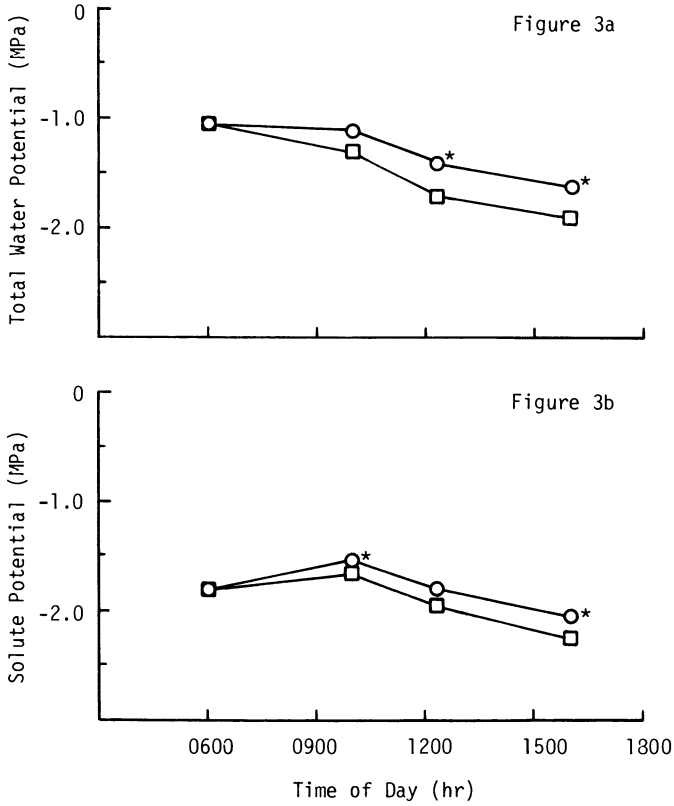 Figure 3a
Total Water Potential (MPa)
0
-1.0
-2.0
*
*
Figure 3b
Solute Potential (MPa)
0
-1.0
-2.0
*
*
0600 0900 1200 1500 1800
Time of Day (hr)